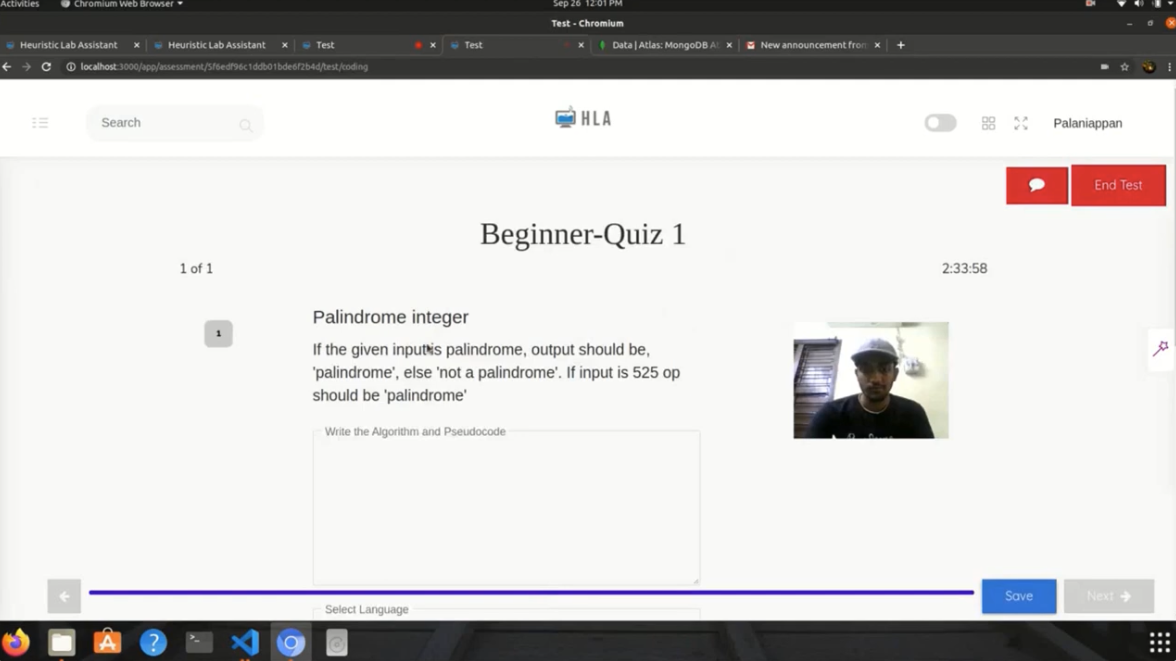 Activities
Chromium Web Browser
Sep 26 12:01 PM
Test - Chromium
Heuristic Lab Assistant
Heuristic Lab Assistant
Test
Test
Data | Atlas: MongoDB At
New announcement from
localhost:3000/app/assessment/5f6edf96c1ddb01bde6f2b4d/test/coding
Search
HLA
Palaniappan
End Test
Beginner-Quiz 1
1 of 1
2:33:58
Palindrome integer
1
If the given input is palindrome, output should be,
'palindrome', else 'not a palindrome'. If input is 525 op
should be 'palindrome'
Write the Algorithm and Pseudocode
Save
Next
Select Language